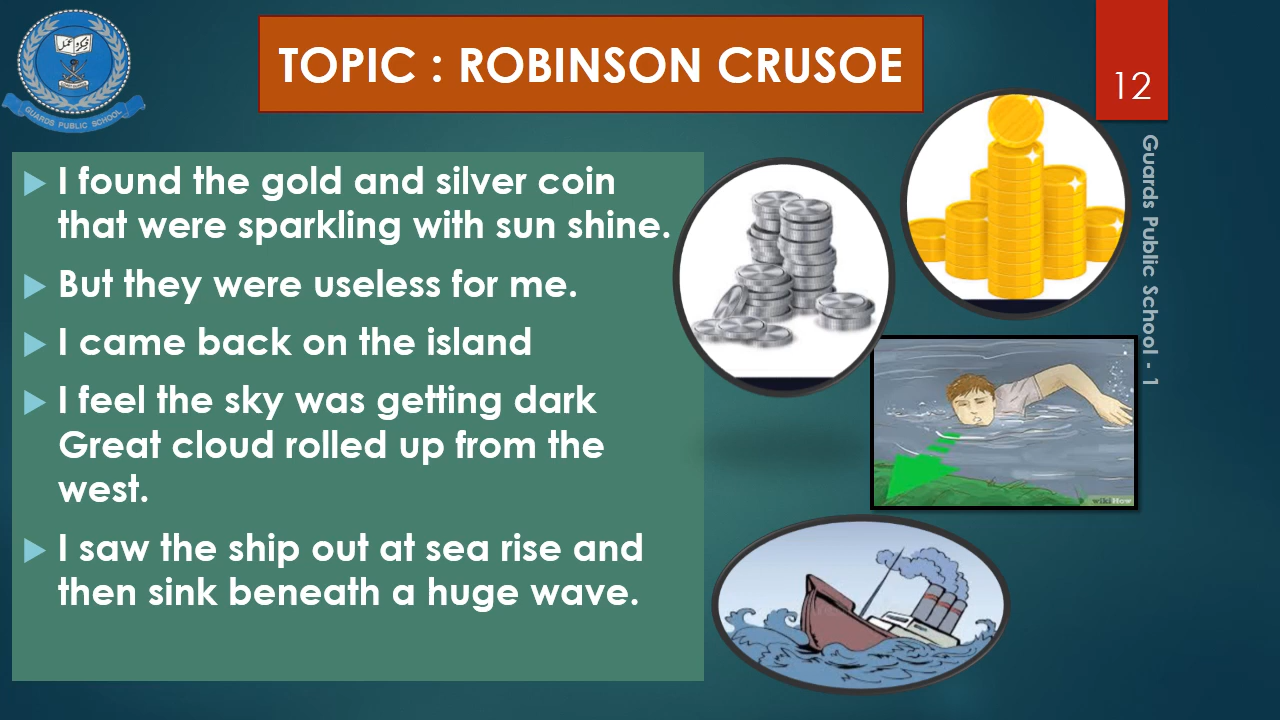 TOPIC : ROBINSON CRUSOE
12
GUARDS PUBLIC SCHOOL
I found the gold and silver coin
that were sparkling with sun shine.
But they were useless for me.
I came back on the island
I feel the sky was getting dark
Great cloud rolled up from the
west.
I saw the ship out at sea rise and
then sink beneath a huge wave.
Guards Public School - 1
wikiHow